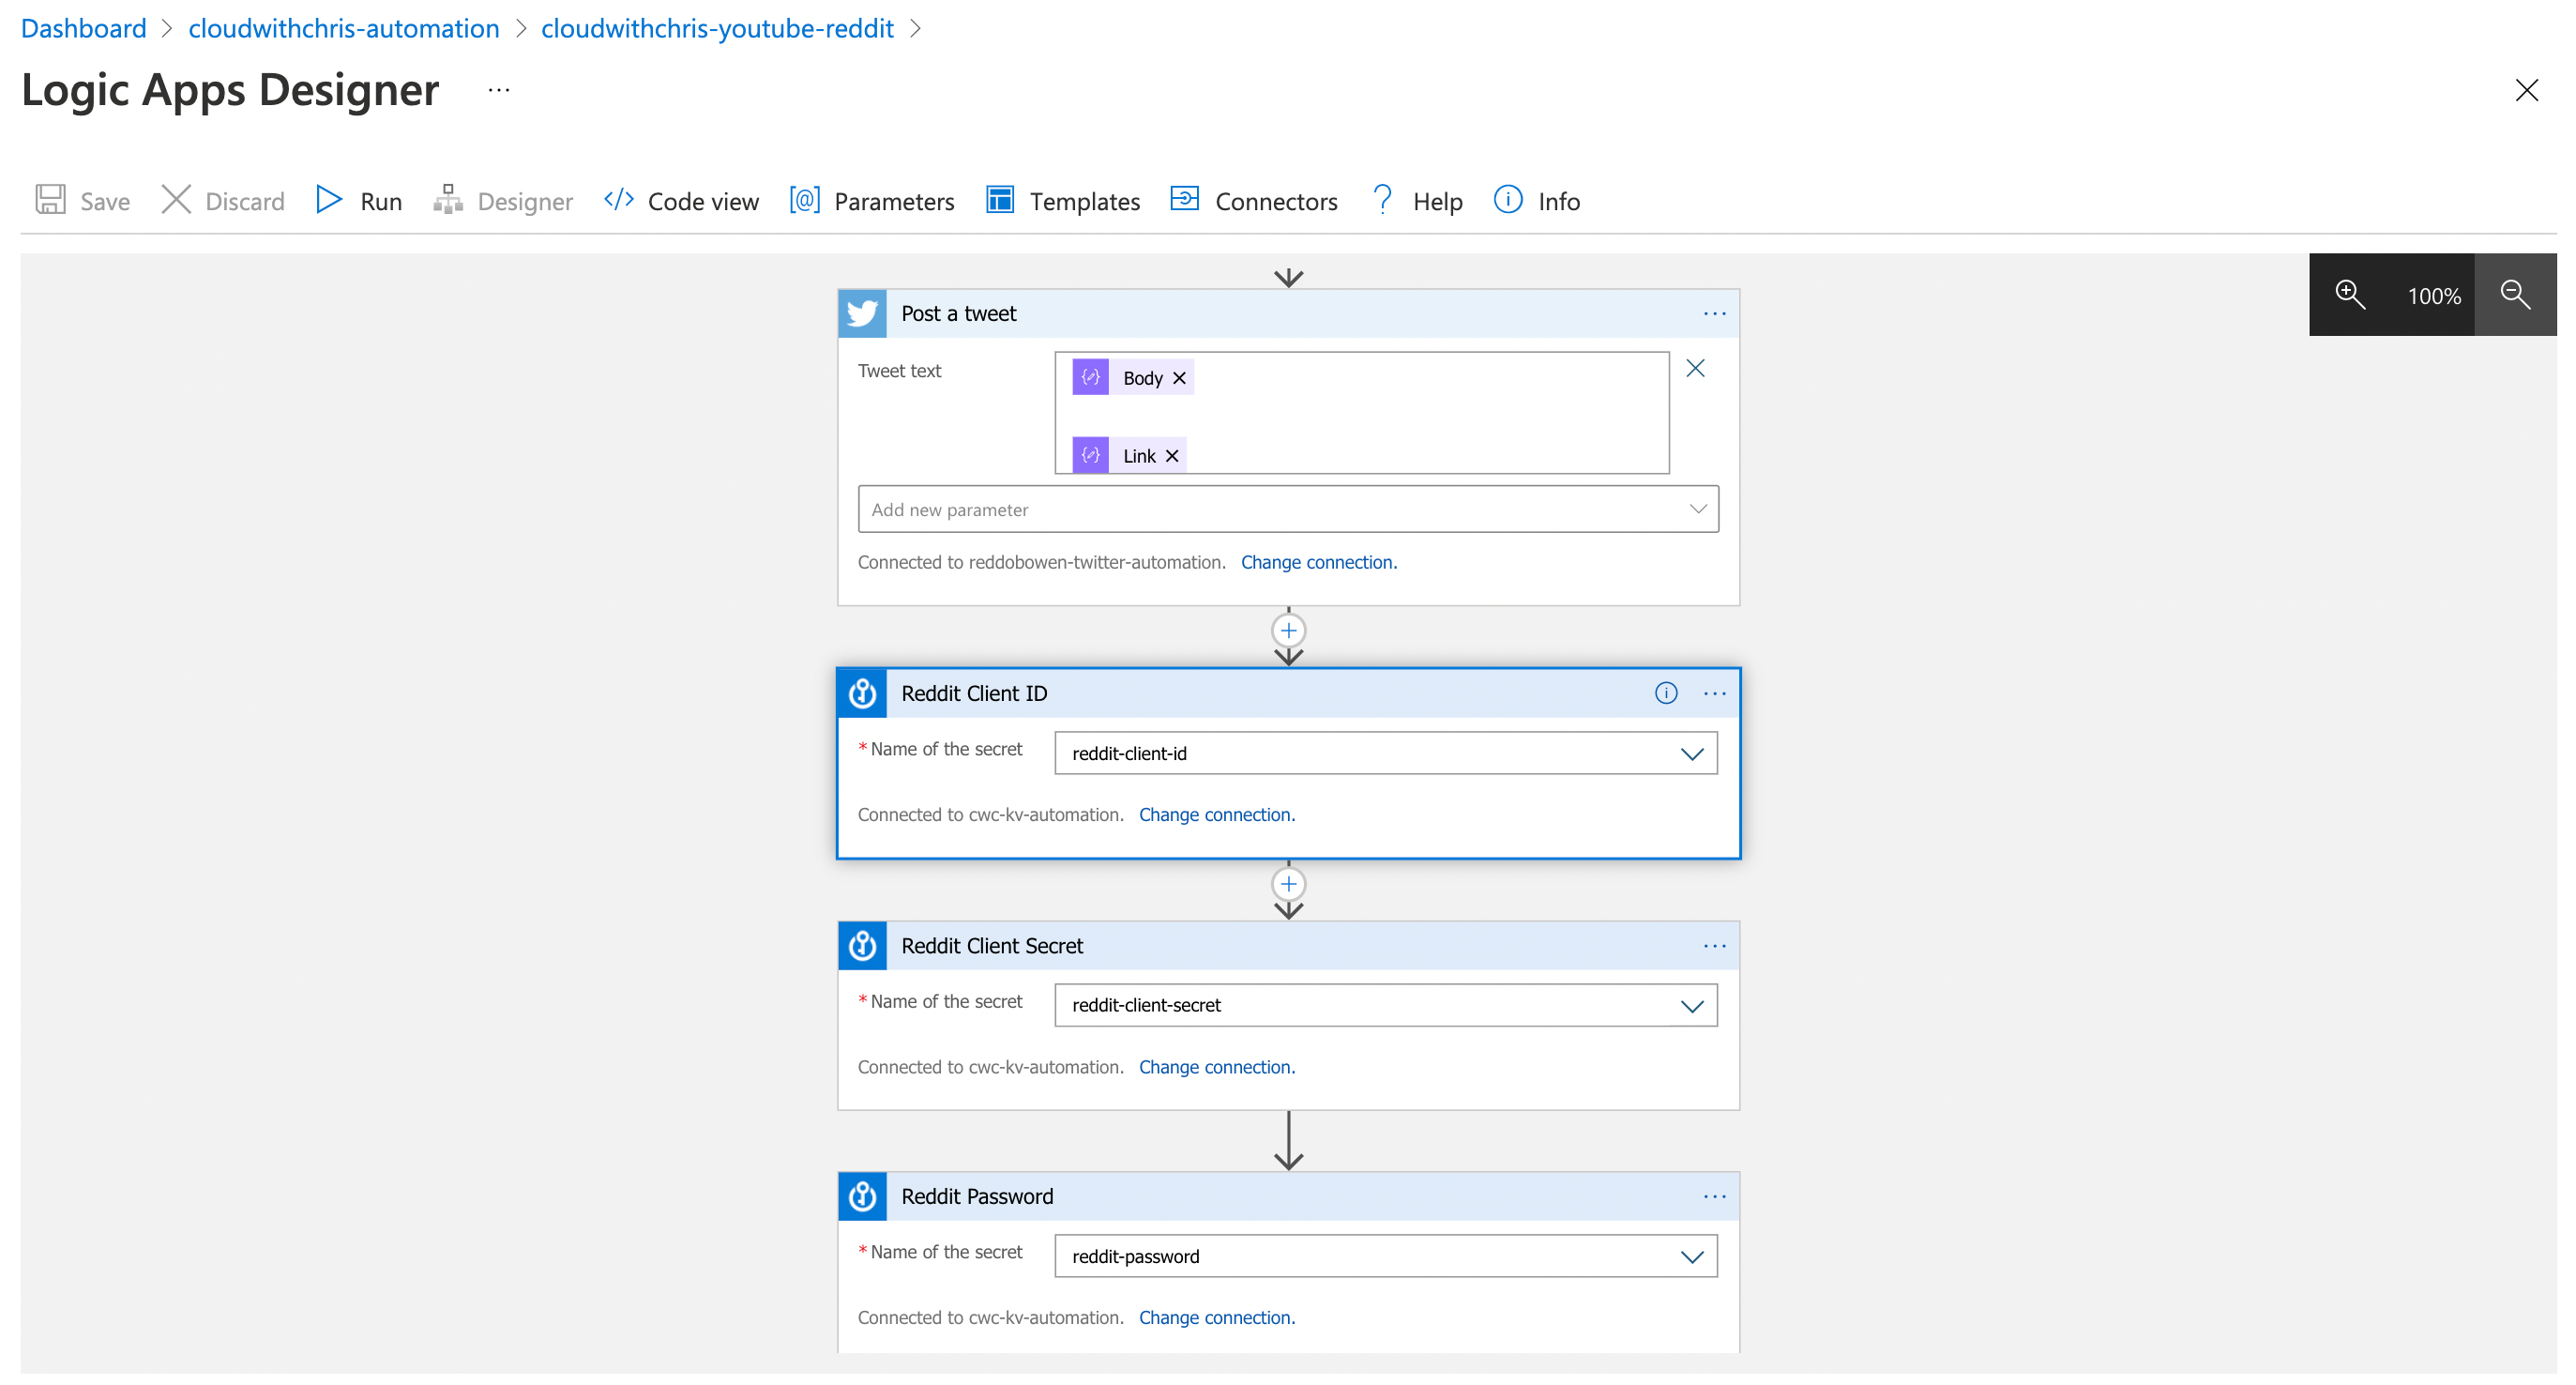 Dashboard > cloudwithchris-automation > cloudwithchris-youtube-reddit >
Logic Apps Designer ...
Save Discard Run Designer </> Code view [@] Parameters Templates Connectors ? Help Info
100%
Post a tweet ...
Tweet text
Body ×
Link ×
Add new parameter
Connected to reddobowen-twitter-automation. Change connection.
Reddit Client ID ...
* Name of the secret reddit-client-id
Connected to cwc-kv-automation. Change connection.
Reddit Client Secret ...
* Name of the secret reddit-client-secret
Connected to cwc-kv-automation. Change connection.
Reddit Password ...
* Name of the secret reddit-password
Connected to cwc-kv-automation. Change connection.